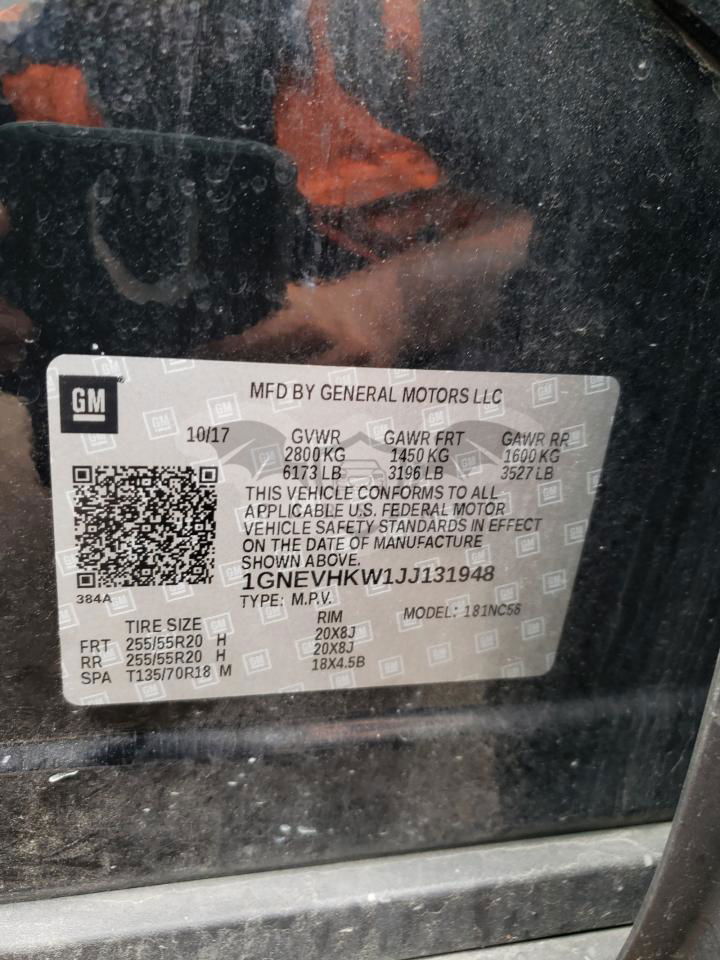 GM
MFD BY GENERAL MOTORS LLC
10/17 GVWR GAWR FRT GAWR RR
2800 KG 1450 KG 1600 KG
6173 LB 3196 LB 3527 LB
THIS VEHICLE CONFORMS TO ALL
APPLICABLE U.S. FEDERAL MOTOR
VEHICLE SAFETY STANDARDS IN EFFECT
ON THE DATE OF MANUFACTURE
SHOWN ABOVE.
1GNEVHKW1JJ131948
384A
TYPE: M.P.V. MODEL: 181NC56
TIRE SIZE RIM
FRT 255/55R20 H 20X8J
RR 255/55R20 H 20X8J
SPA T135/70R18 M 18X4.5B